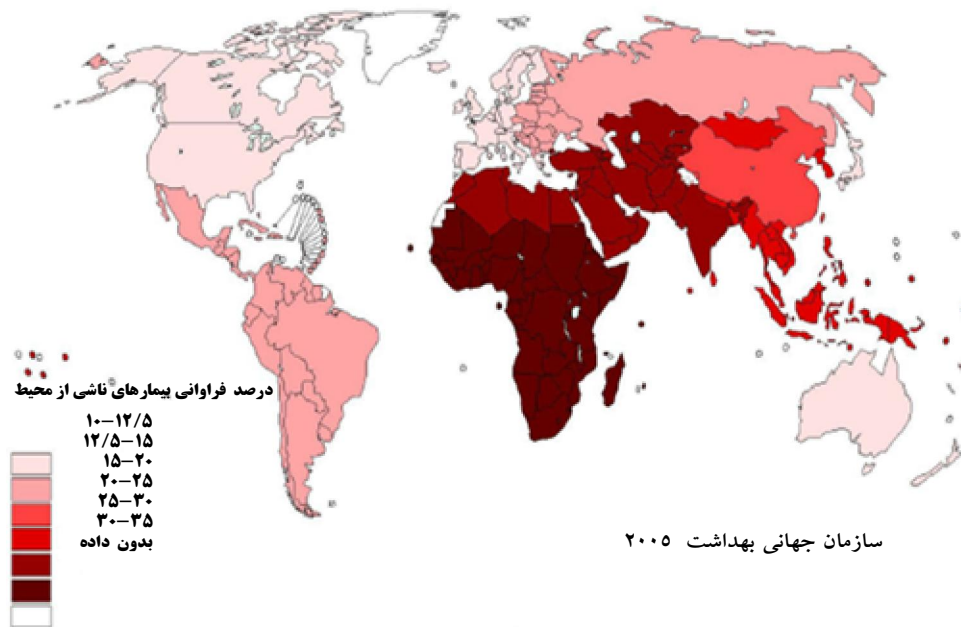 درصد فراوانی بیمارهای ناشی از محیط
۱۰–۱۲/۵
۱۲/۵–۱۵
۱۵–۲۰
۲۰–۲۵
۲۵–۳۰
۳۰–۳۵
بدون داده
سازمان جهانی بهداشت ۲۰۰۵